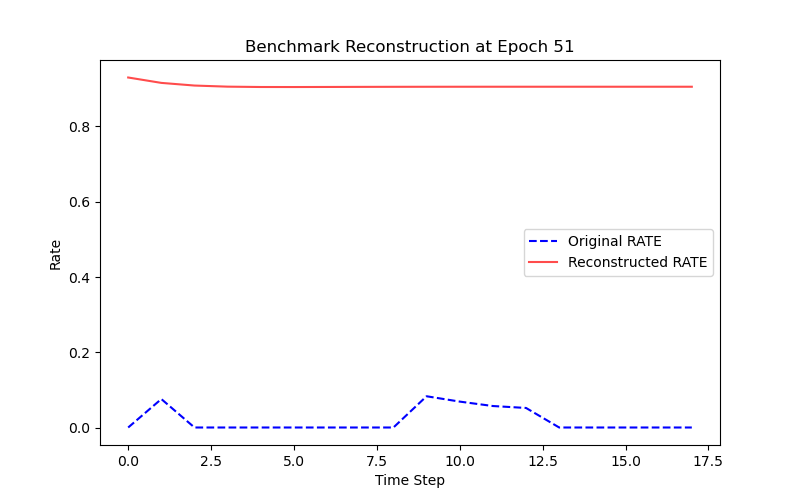 Benchmark Reconstruction at Epoch 51
Rate
0.8
0.6
0.4
0.2
0.0
Original RATE
Reconstructed RATE
0.0 2.5 5.0 7.5 10.0 12.5 15.0 17.5
Time Step